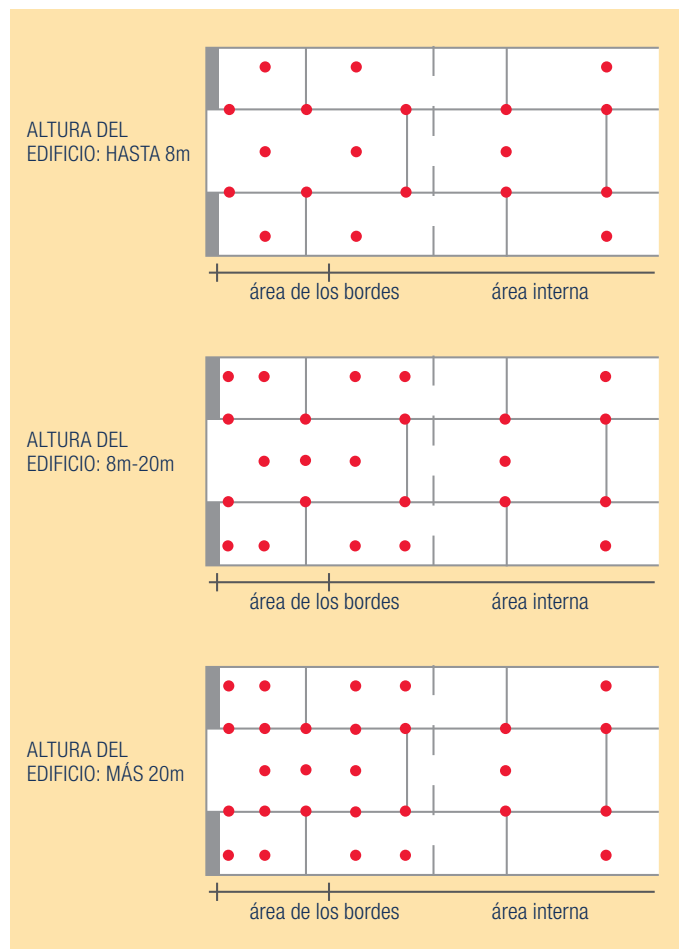 ALTURA DEL
EDIFICIO: HASTA 8m
área de los bordes
área interna
ALTURA DEL
EDIFICIO: 8m-20m
área de los bordes
área interna
ALTURA DEL
EDIFICIO: MÁS 20m
área de los bordes
área interna